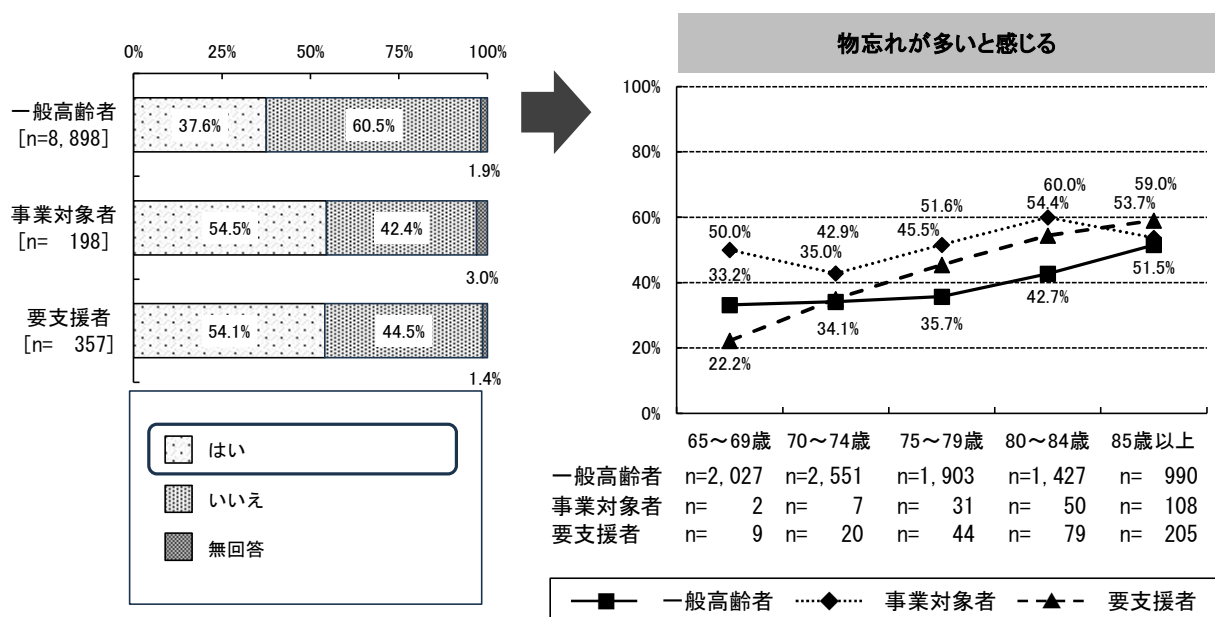 0% 25% 50% 75% 100%
一般高齢者
[n=8,898]
37.6% 60.5%
1.9%
事業対象者
[n= 198]
54.5% 42.4%
3.0%
要支援者
[n= 357]
54.1% 44.5%
1.4%
はい
いいえ
無回答
物忘れが多いと感じる
100%
80%
60%
40%
20%
0%
50.0% 42.9% 51.6% 60.0% 53.7%
33.2% 34.1% 35.7% 42.7% 51.5%
22.2% 35.0% 45.5% 54.4% 59.0%
65～69歳 70～74歳 75～79歳 80～84歳 85歳以上
一般高齢者 n=2,027 n=2,551 n=1,903 n=1,427 n= 990
事業対象者 n= 2 n= 7 n= 31 n= 50 n= 108
要支援者 n= 9 n= 20 n= 44 n= 79 n= 205
一般高齢者 事業対象者 要支援者